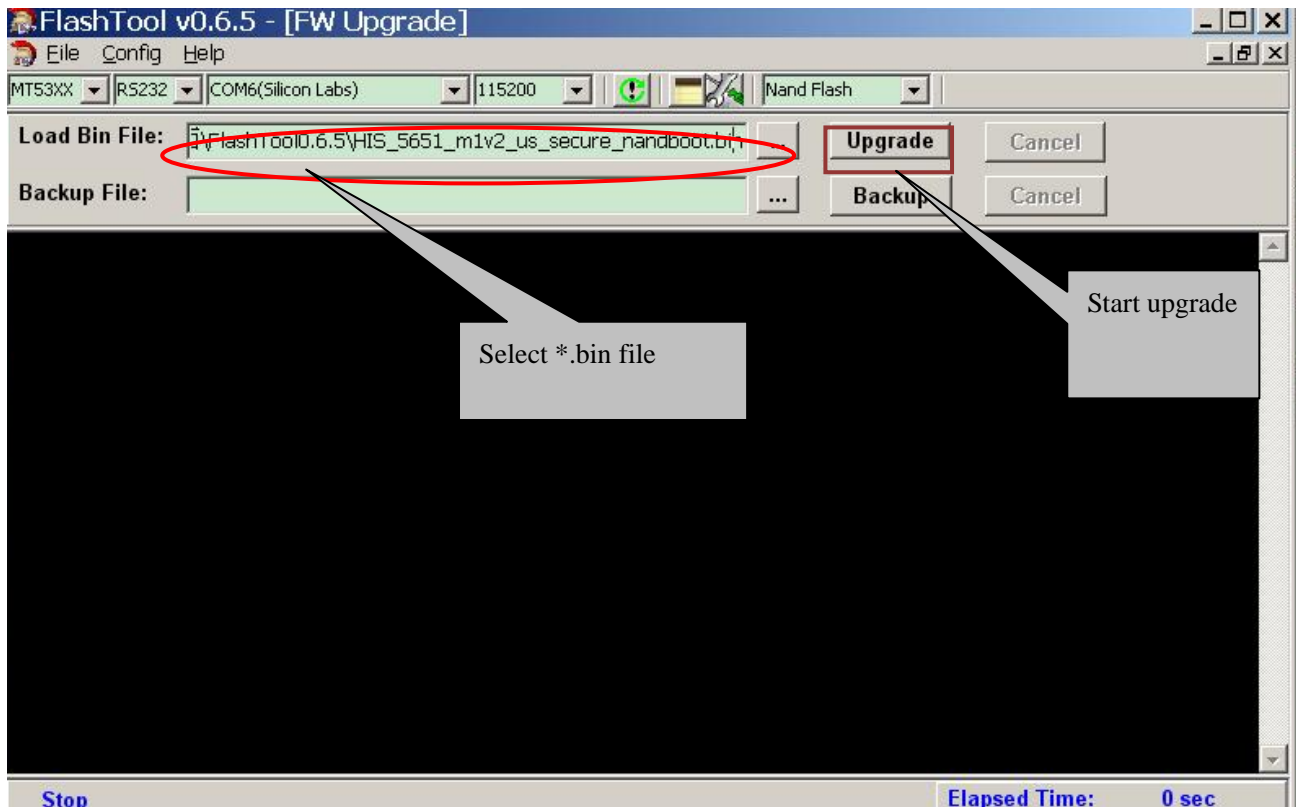 FlashTool v0.6.5 - [FW Upgrade]
File Config Help
MT53XX RS232 COM6(Silicon Labs) 115200 Nand Flash
Load Bin File: \FlashTool0.6.5\HIS_5651_m1v2_us_secure_nandboot.bin ... Upgrade Cancel
Backup File: ... Backup Cancel
Start upgrade
Select *.bin file
Stop Elapsed Time: 0 sec